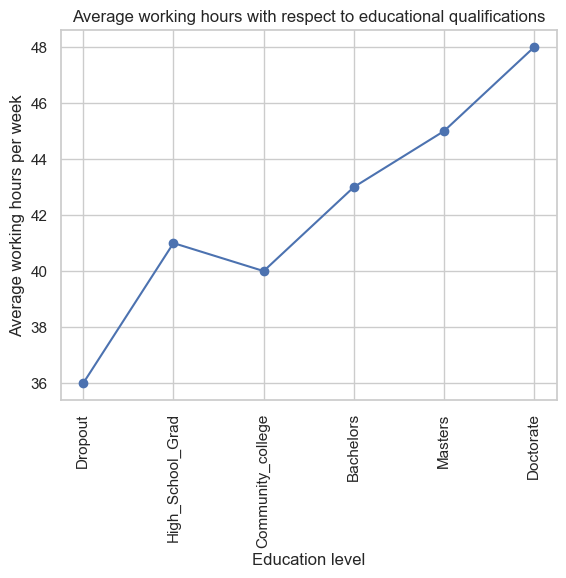 Average working hours with respect to educational qualifications
Average working hours per week
48
46
44
42
40
38
36
Dropout
High_School_Grad
Community_college
Bachelors
Masters
Doctorate
Education level